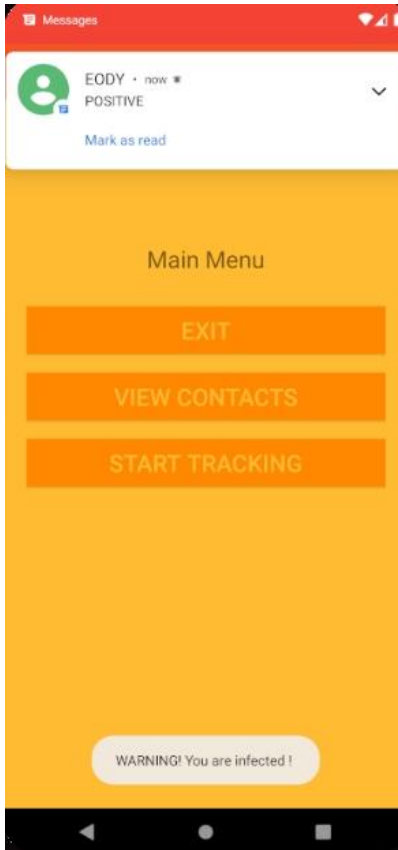 Messages
EODY • now
POSITIVE
Mark as read
Main Menu
EXIT
VIEW CONTACTS
START TRACKING
WARNING! You are infected !